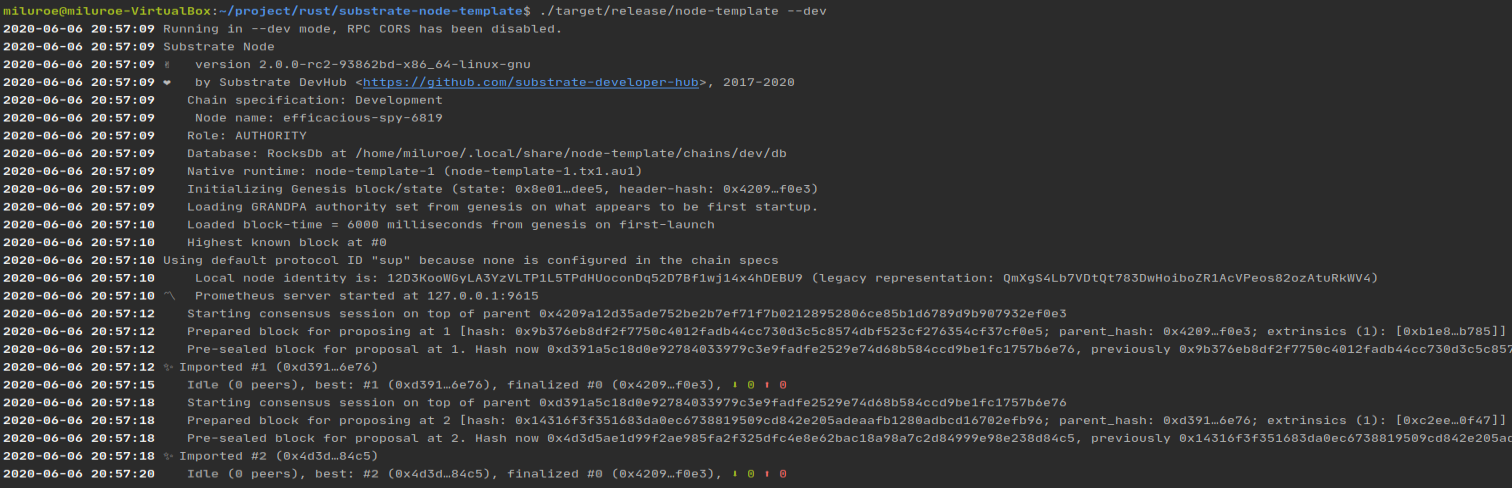 miluroe@miluroe-VirtualBox:~/project/rust/substrate-node-template$ ./target/release/node-template --dev
2020-06-06 20:57:09 Running in --dev mode, RPC CORS has been disabled.
2020-06-06 20:57:09 Substrate Node
2020-06-06 20:57:09 ✌ version 2.0.0-rc2-93862bd-x86_64-linux-gnu
2020-06-06 20:57:09 ❤ by Substrate DevHub <https://github.com/substrate-developer-hub>, 2017-2020
2020-06-06 20:57:09 Chain specification: Development
2020-06-06 20:57:09 Node name: efficacious-spy-6819
2020-06-06 20:57:09 Role: AUTHORITY
2020-06-06 20:57:09 Database: RocksDb at /home/miluroe/.local/share/node-template/chains/dev/db
2020-06-06 20:57:09 Native runtime: node-template-1 (node-template-1.tx1.au1)
2020-06-06 20:57:09 Initializing Genesis block/state (state: 0x8e01…dee5, header-hash: 0x4209…f0e3)
2020-06-06 20:57:09 Loading GRANDPA authority set from genesis on what appears to be first startup.
2020-06-06 20:57:10 Loaded block-time = 6000 milliseconds from genesis on first-launch
2020-06-06 20:57:10 Highest known block at #0
2020-06-06 20:57:10 Using default protocol ID "sup" because none is configured in the chain specs
2020-06-06 20:57:10 Local node identity is: 12D3KooWGyLA3YzVLTP1L5TPdHUoconDq52D7Bf1wj14x4hDEBU9 (legacy representation: QmXgS4Lb7VDtQt783DwHoiboZR1AcVPeos82ozAtuRkWV4)
2020-06-06 20:57:10 〽 Prometheus server started at 127.0.0.1:9615
2020-06-06 20:57:12 Starting consensus session on top of parent 0x4209a12d35ade752be2b7ef71f7b02128952806ce85b1d6789d9b907932ef0e3
2020-06-06 20:57:12 Prepared block for proposing at 1 [hash: 0x9b376eb8df2f7750c4012fadb44cc730d3c5c8574dbf523cf276354cf37cf0e5; parent_hash: 0x4209…f0e3; extrinsics (1): [0xb1e8…b785]]
2020-06-06 20:57:12 Pre-sealed block for proposal at 1. Hash now 0xd391a5c18d0e92784033979c3e9fadfe2529e74d68b584ccd9be1fc1757b6e76, previously 0x9b376eb8df2f7750c4012fadb44cc730d3c5c857
2020-06-06 20:57:12 ✨ Imported #1 (0xd391…6e76)
2020-06-06 20:57:15 Idle (0 peers), best: #1 (0xd391…6e76), finalized #0 (0x4209…f0e3), ⬇ 0 ⬆ 0
2020-06-06 20:57:18 Starting consensus session on top of parent 0xd391a5c18d0e92784033979c3e9fadfe2529e74d68b584ccd9be1fc1757b6e76
2020-06-06 20:57:18 Prepared block for proposing at 2 [hash: 0x14316f3f351683da0ec6738819509cd842e205adeaafb1280adbcd16702efb96; parent_hash: 0xd391…6e76; extrinsics (1): [0xc2ee…0f47]]
2020-06-06 20:57:18 Pre-sealed block for proposal at 2. Hash now 0x4d3d5ae1d99f2ae985fa2f325dfc4e8e62bac18a98a7c2d84999e98e238d84c5, previously 0x14316f3f351683da0ec6738819509cd842e205ad
2020-06-06 20:57:18 ✨ Imported #2 (0x4d3d…84c5)
2020-06-06 20:57:20 Idle (0 peers), best: #2 (0x4d3d…84c5), finalized #0 (0x4209…f0e3), ⬇ 0 ⬆ 0